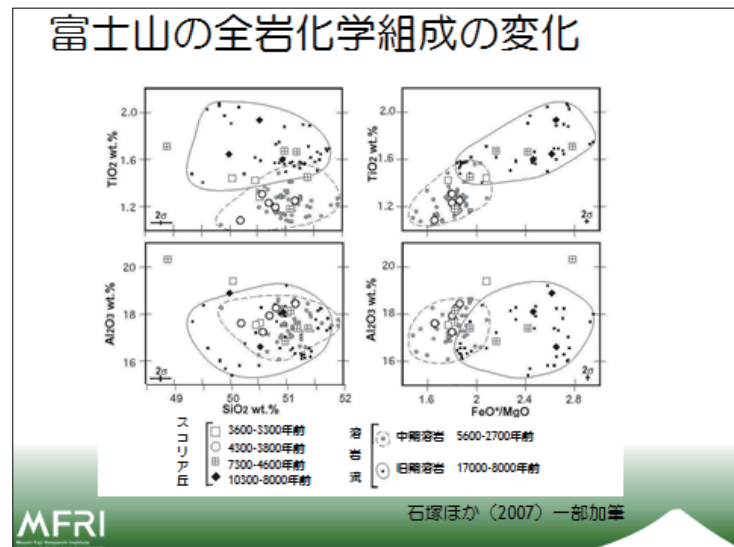 富士山の全岩化学組成の変化
TiO2 wt.%
2.0
1.6
1.2
2σ
TiO2 wt.%
2.0
1.6
1.2
2σ
Al2O3 wt.%
20
18
16
2σ
49
50
51
52
SiO2 wt.%
Al2O3 wt.%
20
18
16
2σ
1.6
2
2.4
2.8
FeO*/MgO
スコリア丘
3600-3300年前
4300-3800年前
7300-4600年前
10300-8000年前
溶岩流
中期溶岩 5600-2700年前
旧期溶岩 17000-8000年前
石塚ほか（2007）一部加筆
MFRI
Mount Fuji Research Institute